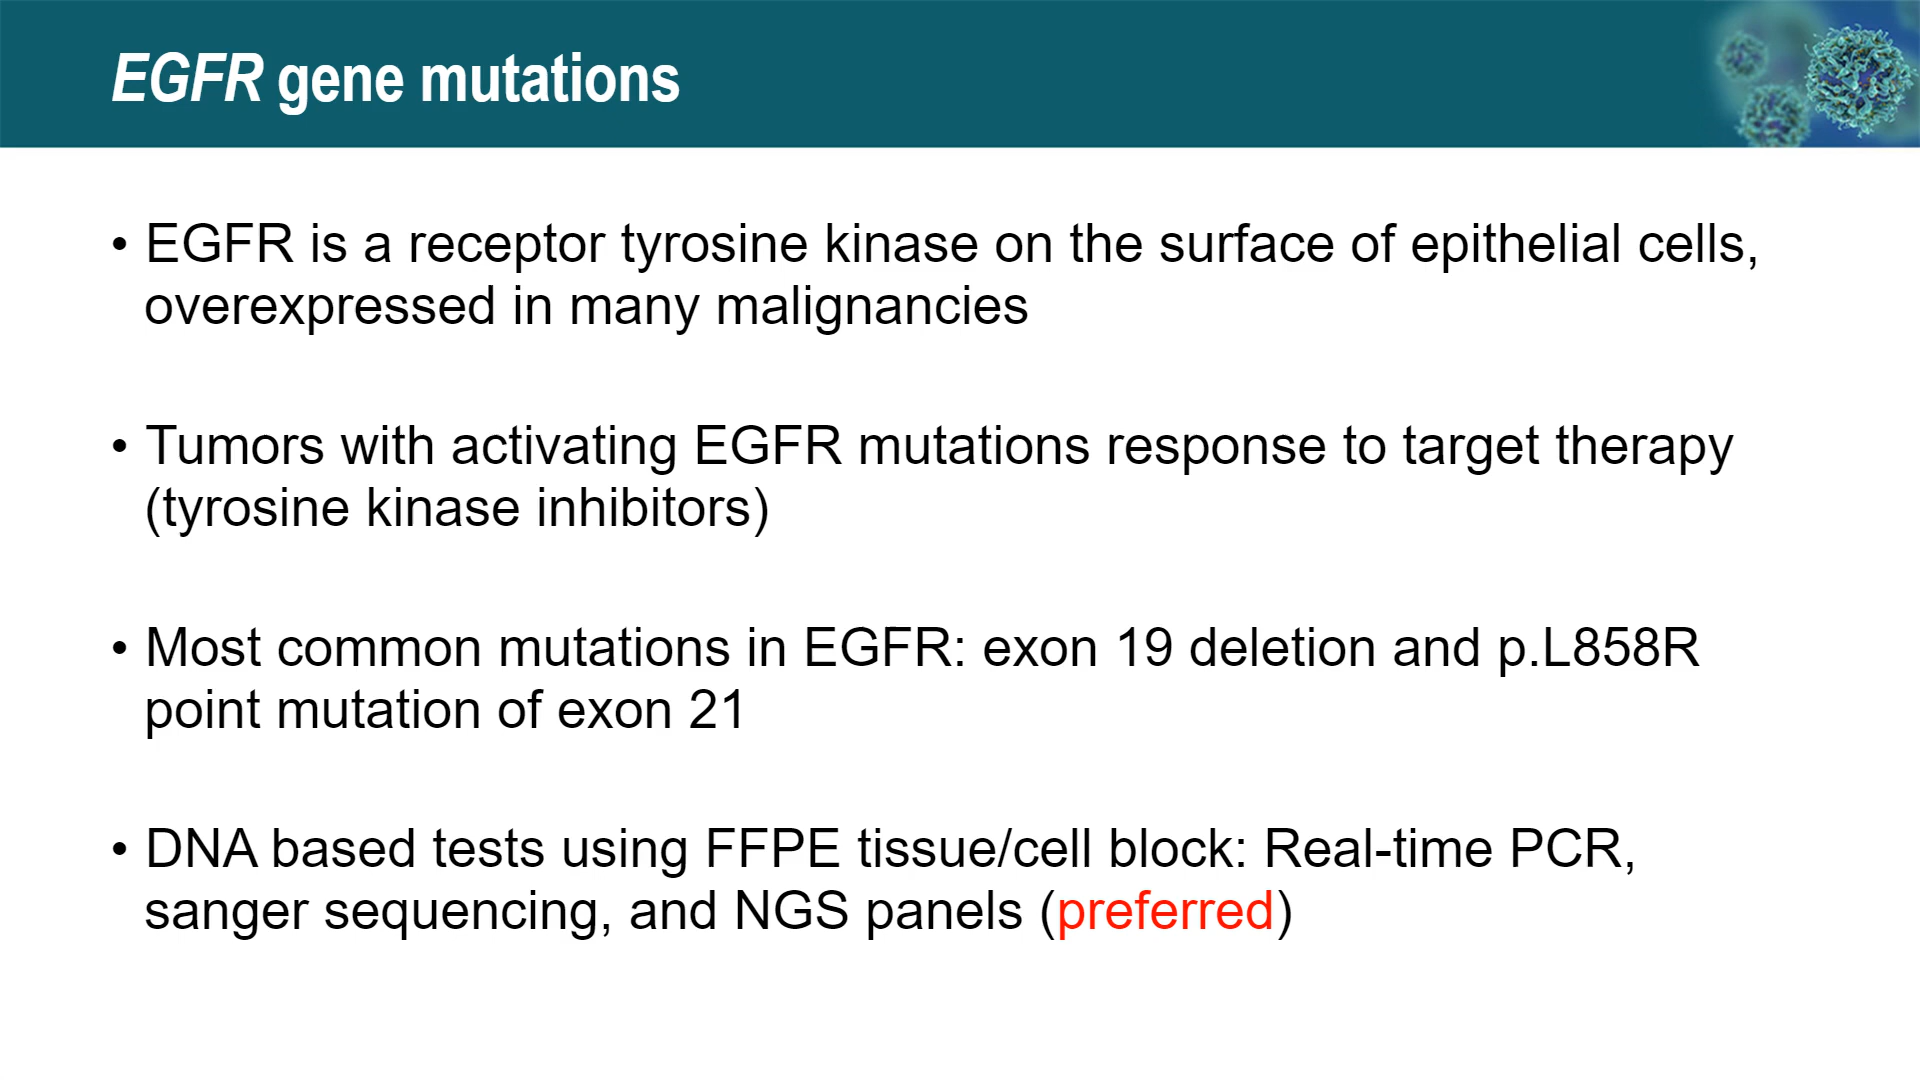 EGFR gene mutations
• EGFR is a receptor tyrosine kinase on the surface of epithelial cells,
overexpressed in many malignancies
• Tumors with activating EGFR mutations response to target therapy
(tyrosine kinase inhibitors)
• Most common mutations in EGFR: exon 19 deletion and p.L858R
point mutation of exon 21
• DNA based tests using FFPE tissue/cell block: Real-time PCR,
sanger sequencing, and NGS panels (preferred)